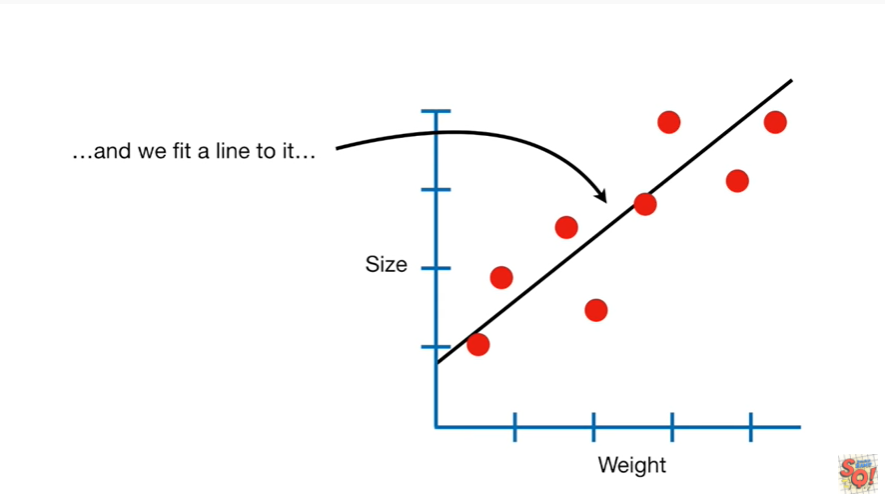 ...and we fit a line to it...
Size
Weight